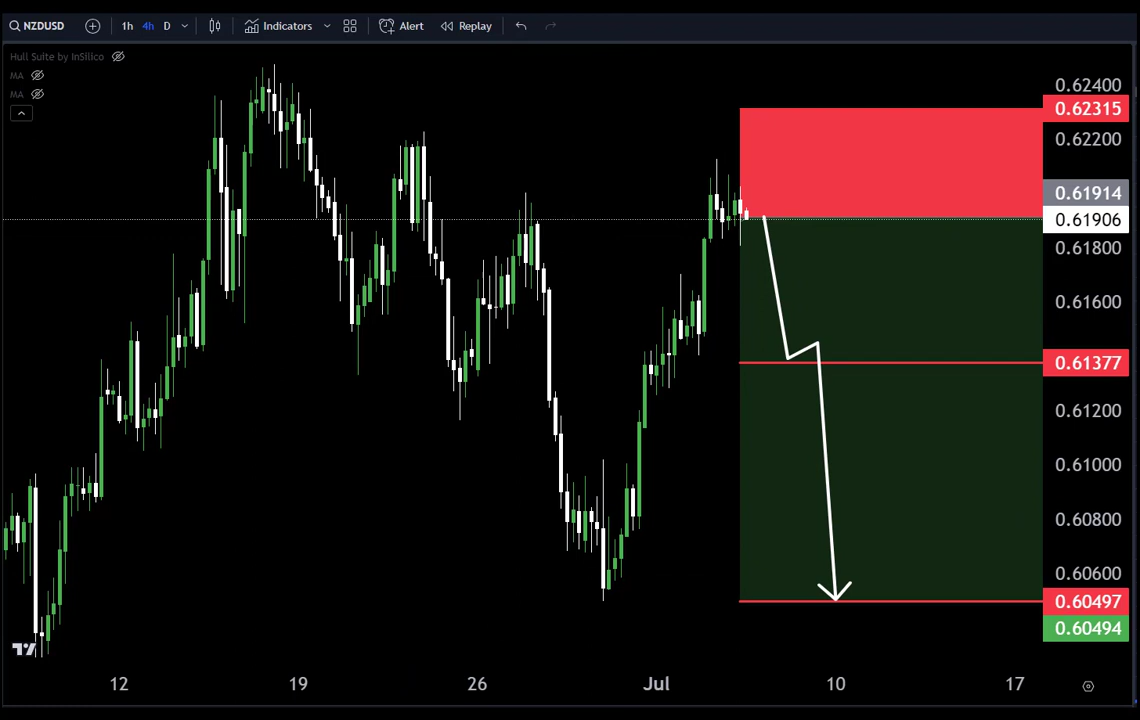 NZDUSD 1h 4h D Indicators Alert Replay
Hull Suite by InSilico
MA
MA
0.62400
0.62315
0.62200
0.61914
0.61906
0.61800
0.61600
0.61377
0.61200
0.61000
0.60800
0.60600
0.60497
0.60494
12 19 26 Jul 10 17